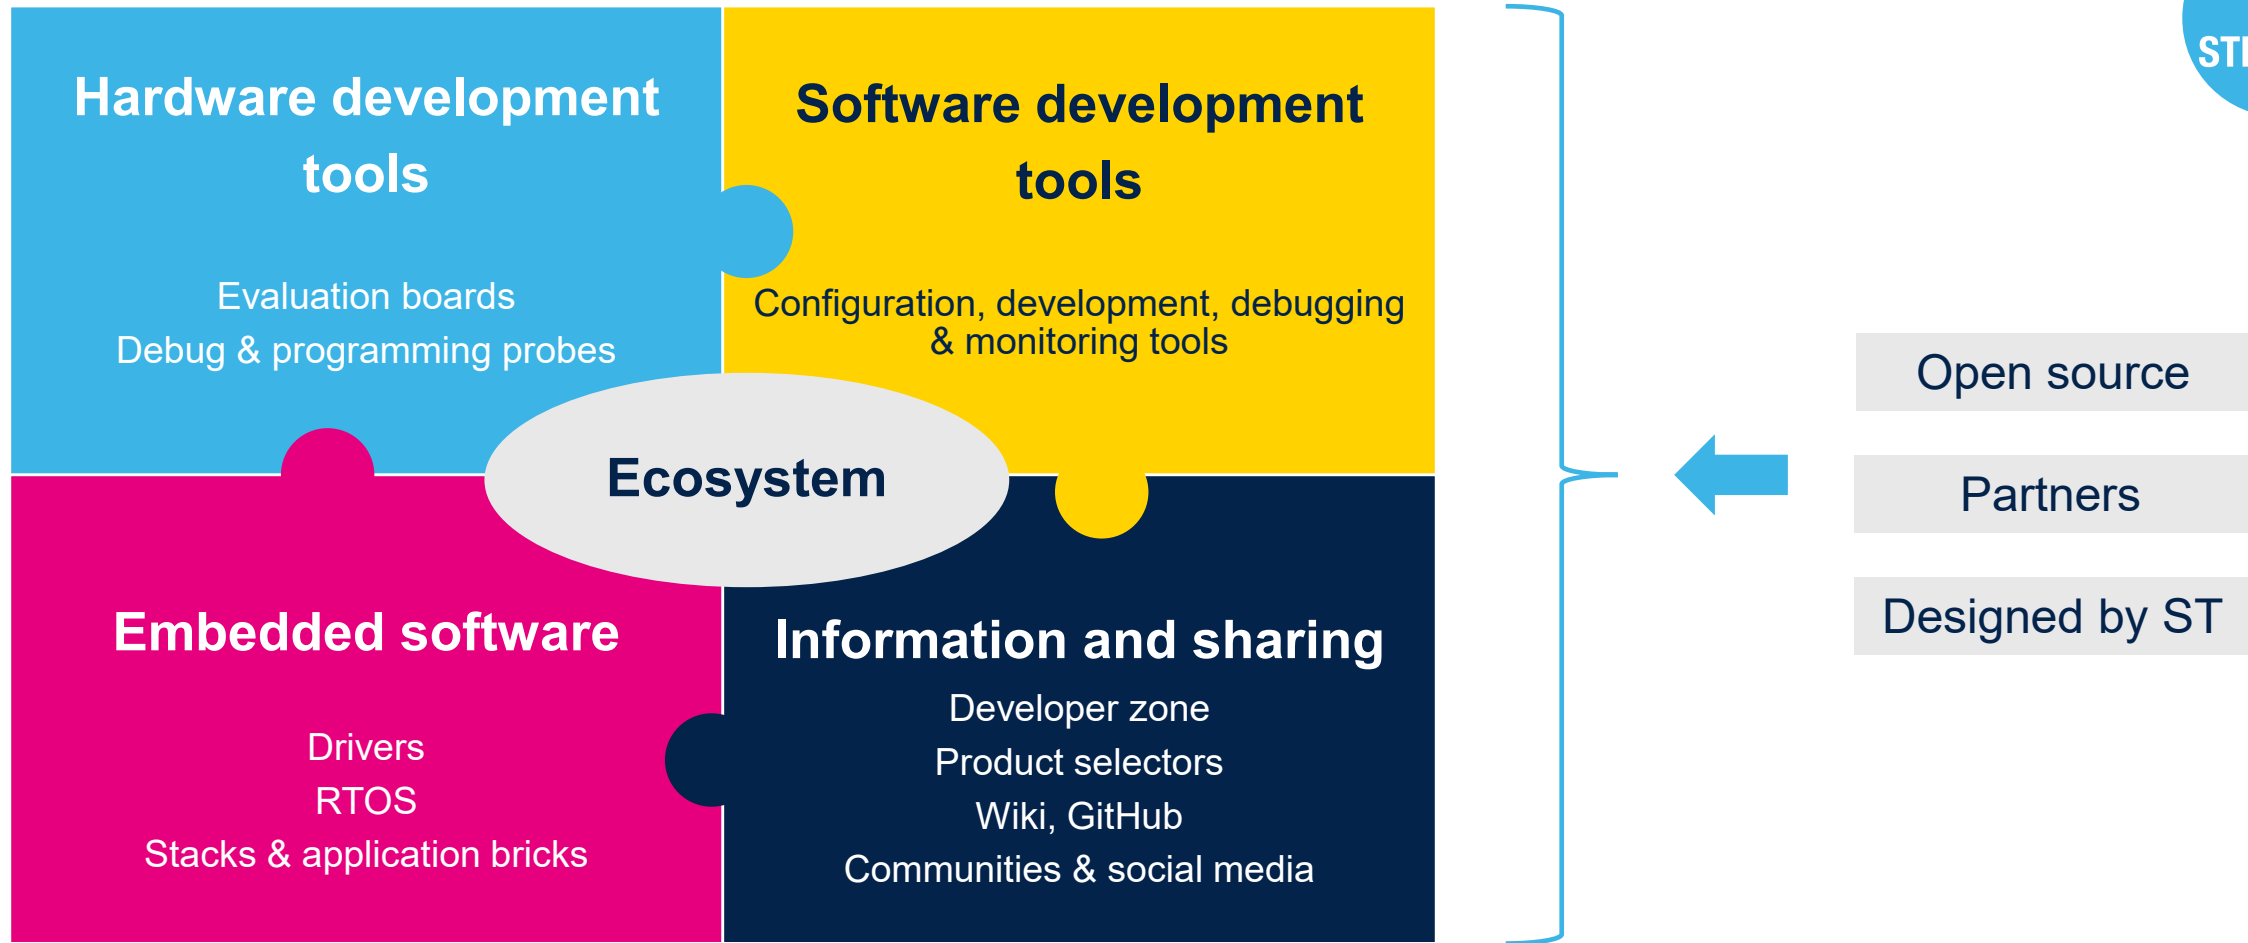 Hardware development
tools
Evaluation boards
Debug & programming probes
Software development
tools
Configuration, development, debugging
& monitoring tools
Ecosystem
Embedded software
Drivers
RTOS
Stacks & application bricks
Information and sharing
Developer zone
Product selectors
Wiki, GitHub
Communities & social media
Open source
Partners
Designed by ST